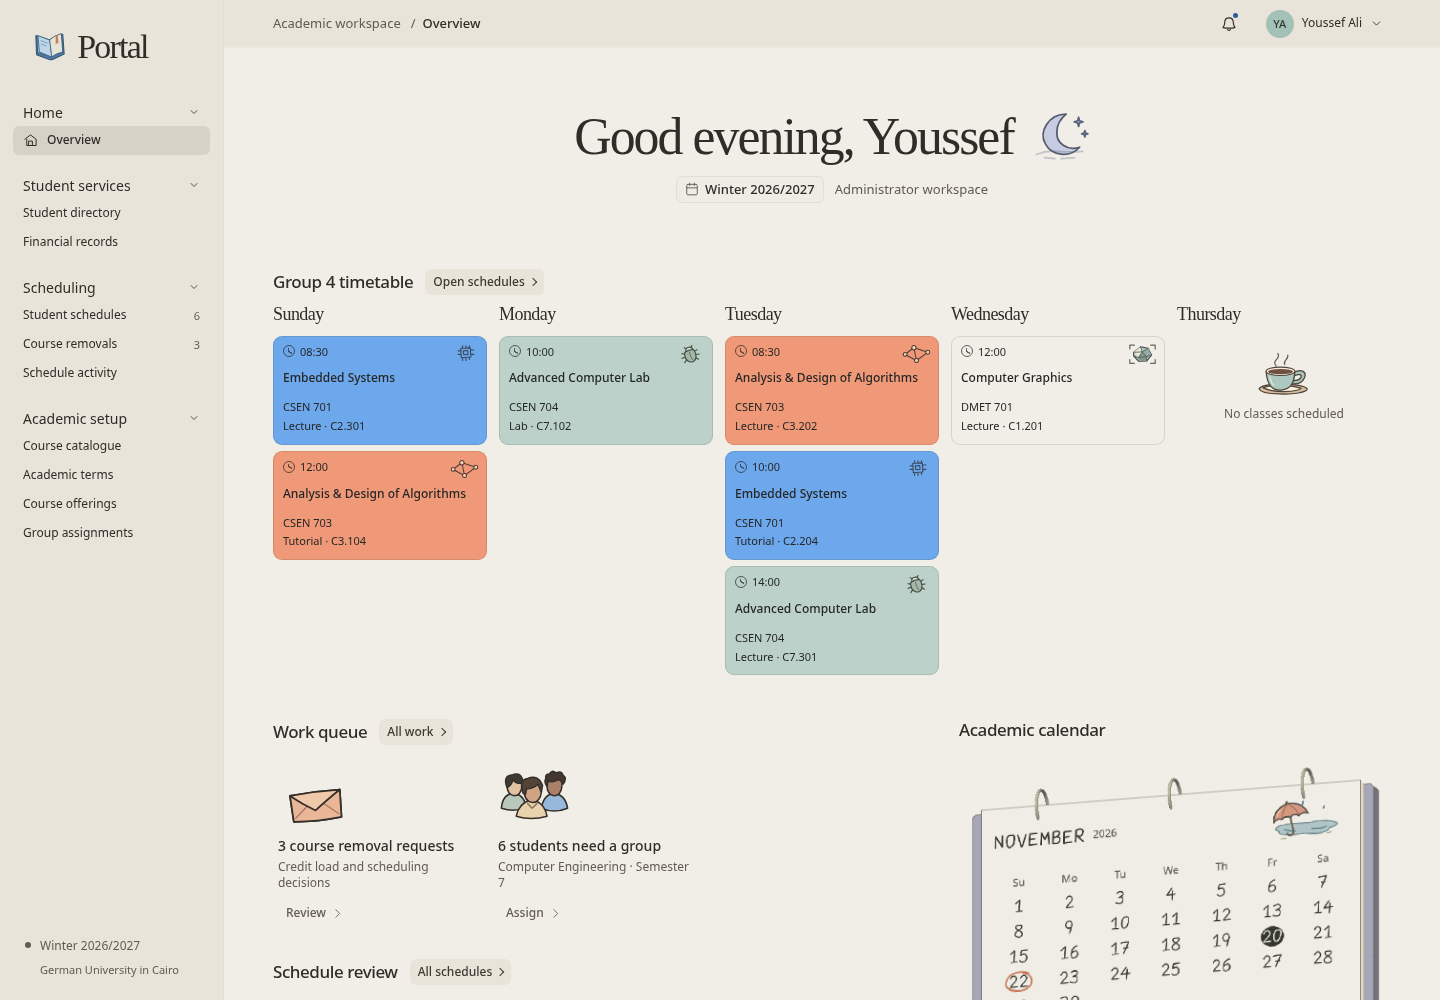 Portal
Home
Overview
Student services
Student directory
Financial records
Scheduling
Student schedules 6
Course removals 3
Schedule activity
Academic setup
Course catalogue
Academic terms
Course offerings
Group assignments
Winter 2026/2027
German University in Cairo
Academic workspace / Overview
YA Youssef Ali
Good evening, Youssef
Winter 2026/2027 Administrator workspace
Group 4 timetable Open schedules
Sunday
08:30
Embedded Systems
CSEN 701
Lecture · C2.301
12:00
Analysis & Design of Algorithms
CSEN 703
Tutorial · C3.104
Monday
10:00
Advanced Computer Lab
CSEN 704
Lab · C7.102
Tuesday
08:30
Analysis & Design of Algorithms
CSEN 703
Lecture · C3.202
10:00
Embedded Systems
CSEN 701
Tutorial · C2.204
14:00
Advanced Computer Lab
CSEN 704
Lecture · C7.301
Wednesday
12:00
Computer Graphics
DMET 701
Lecture · C1.201
Thursday
No classes scheduled
Work queue All work
3 course removal requests
Credit load and scheduling
decisions
Review
6 students need a group
Computer Engineering · Semester
7
Assign
Schedule review All schedules
Academic calendar
NOVEMBER 2026
Su Mo Tu We Th Fr Sa
1 2 3 4 5 6 7
8 9 10 11 12 13 14
15 16 17 18 19 20 21
22 23 24 25 26 27 28